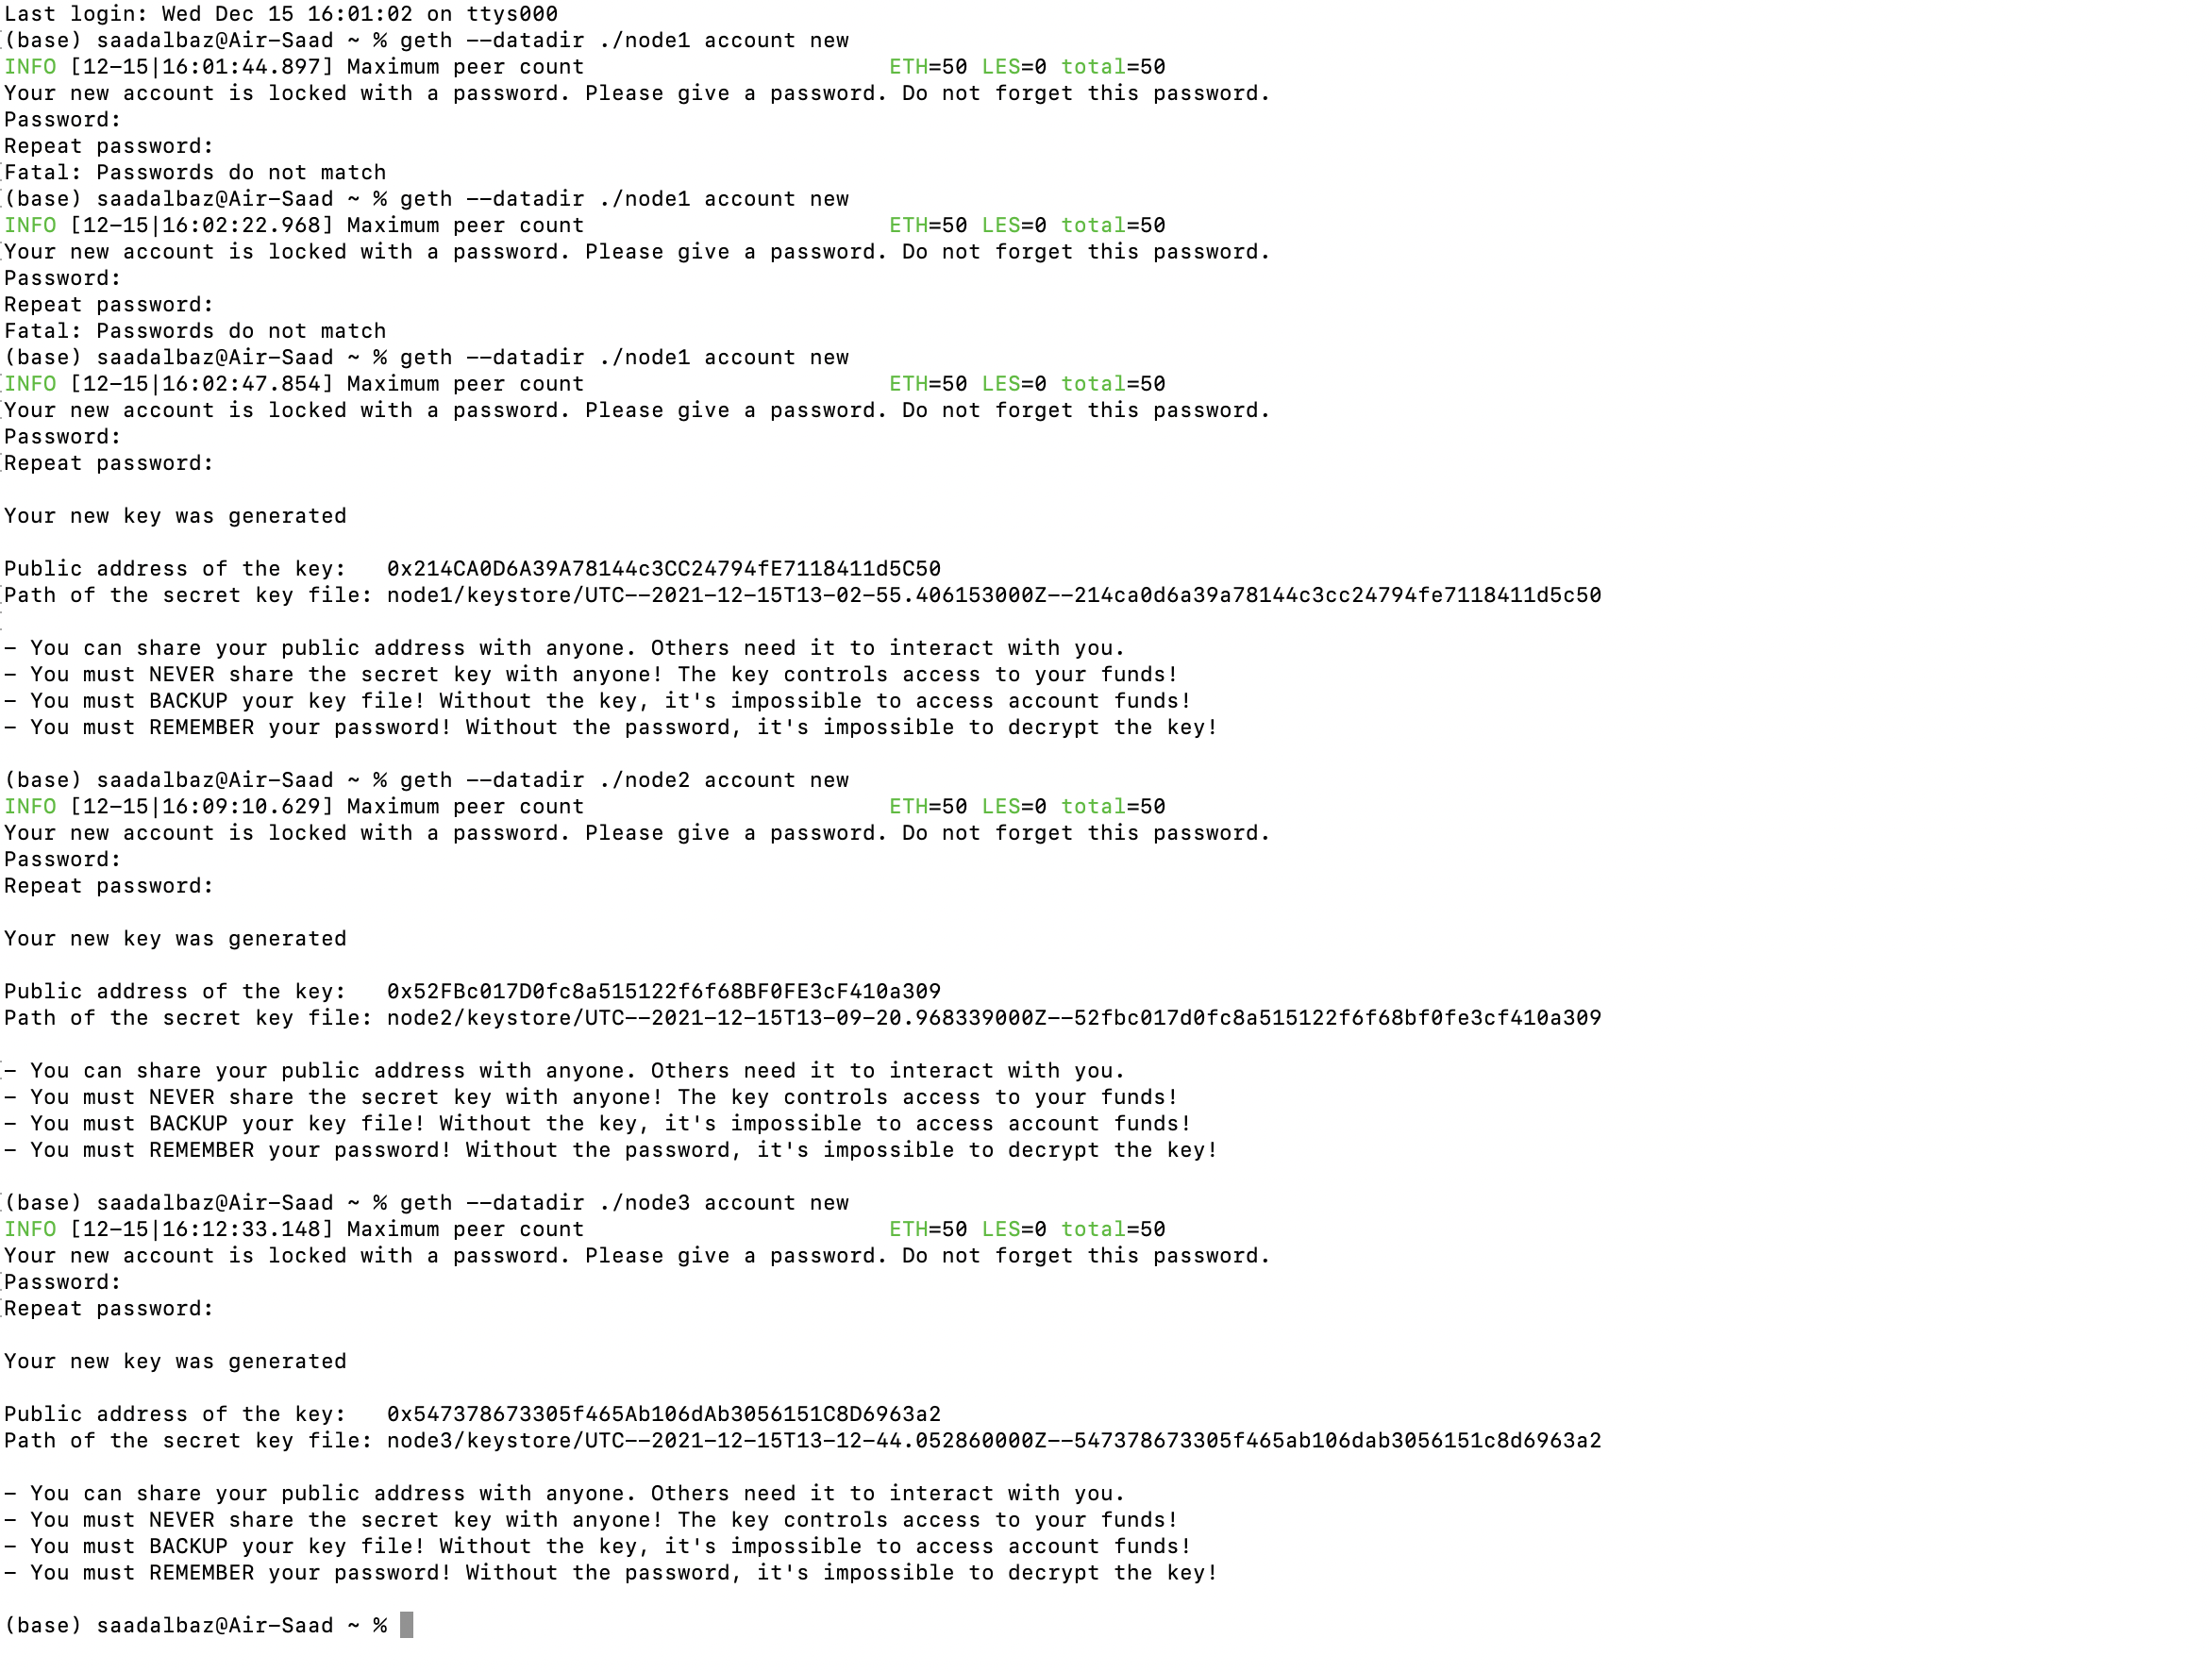 Last login: Wed Dec 15 16:01:02 on ttys000
(base) saadalbaz@Air-Saad ~ % geth --datadir ./node1 account new
INFO [12-15|16:01:44.897] Maximum peer count                       ETH=50 LES=0 total=50
Your new account is locked with a password. Please give a password. Do not forget this password.
Password:
Repeat password:
Fatal: Passwords do not match
(base) saadalbaz@Air-Saad ~ % geth --datadir ./node1 account new
INFO [12-15|16:02:22.968] Maximum peer count                       ETH=50 LES=0 total=50
Your new account is locked with a password. Please give a password. Do not forget this password.
Password:
Repeat password:
Fatal: Passwords do not match
(base) saadalbaz@Air-Saad ~ % geth --datadir ./node1 account new
INFO [12-15|16:02:47.854] Maximum peer count                       ETH=50 LES=0 total=50
Your new account is locked with a password. Please give a password. Do not forget this password.
Password:
Repeat password:
Your new key was generated
Public address of the key:   0x214CA0D6A39A78144c3CC24794fE7118411d5C50
Path of the secret key file: node1/keystore/UTC--2021-12-15T13-02-55.406153000Z--214ca0d6a39a78144c3cc24794fe7118411d5c50
- You can share your public address with anyone. Others need it to interact with you.
- You must NEVER share the secret key with anyone! The key controls access to your funds!
- You must BACKUP your key file! Without the key, it's impossible to access account funds!
- You must REMEMBER your password! Without the password, it's impossible to decrypt the key!
(base) saadalbaz@Air-Saad ~ % geth --datadir ./node2 account new
INFO [12-15|16:09:10.629] Maximum peer count                       ETH=50 LES=0 total=50
Your new account is locked with a password. Please give a password. Do not forget this password.
Password:
Repeat password:
Your new key was generated
Public address of the key:   0x52FBc017D0fc8a515122f6f68BF0FE3cF410a309
Path of the secret key file: node2/keystore/UTC--2021-12-15T13-09-20.968339000Z--52fbc017d0fc8a515122f6f68bf0fe3cf410a309
- You can share your public address with anyone. Others need it to interact with you.
- You must NEVER share the secret key with anyone! The key controls access to your funds!
- You must BACKUP your key file! Without the key, it's impossible to access account funds!
- You must REMEMBER your password! Without the password, it's impossible to decrypt the key!
(base) saadalbaz@Air-Saad ~ % geth --datadir ./node3 account new
INFO [12-15|16:12:33.148] Maximum peer count                       ETH=50 LES=0 total=50
Your new account is locked with a password. Please give a password. Do not forget this password.
Password:
Repeat password:
Your new key was generated
Public address of the key:   0x547378673305f465Ab106dAb3056151C8D6963a2
Path of the secret key file: node3/keystore/UTC--2021-12-15T13-12-44.052860000Z--547378673305f465ab106dab3056151c8d6963a2
- You can share your public address with anyone. Others need it to interact with you.
- You must NEVER share the secret key with anyone! The key controls access to your funds!
- You must BACKUP your key file! Without the key, it's impossible to access account funds!
- You must REMEMBER your password! Without the password, it's impossible to decrypt the key!
(base) saadalbaz@Air-Saad ~ %